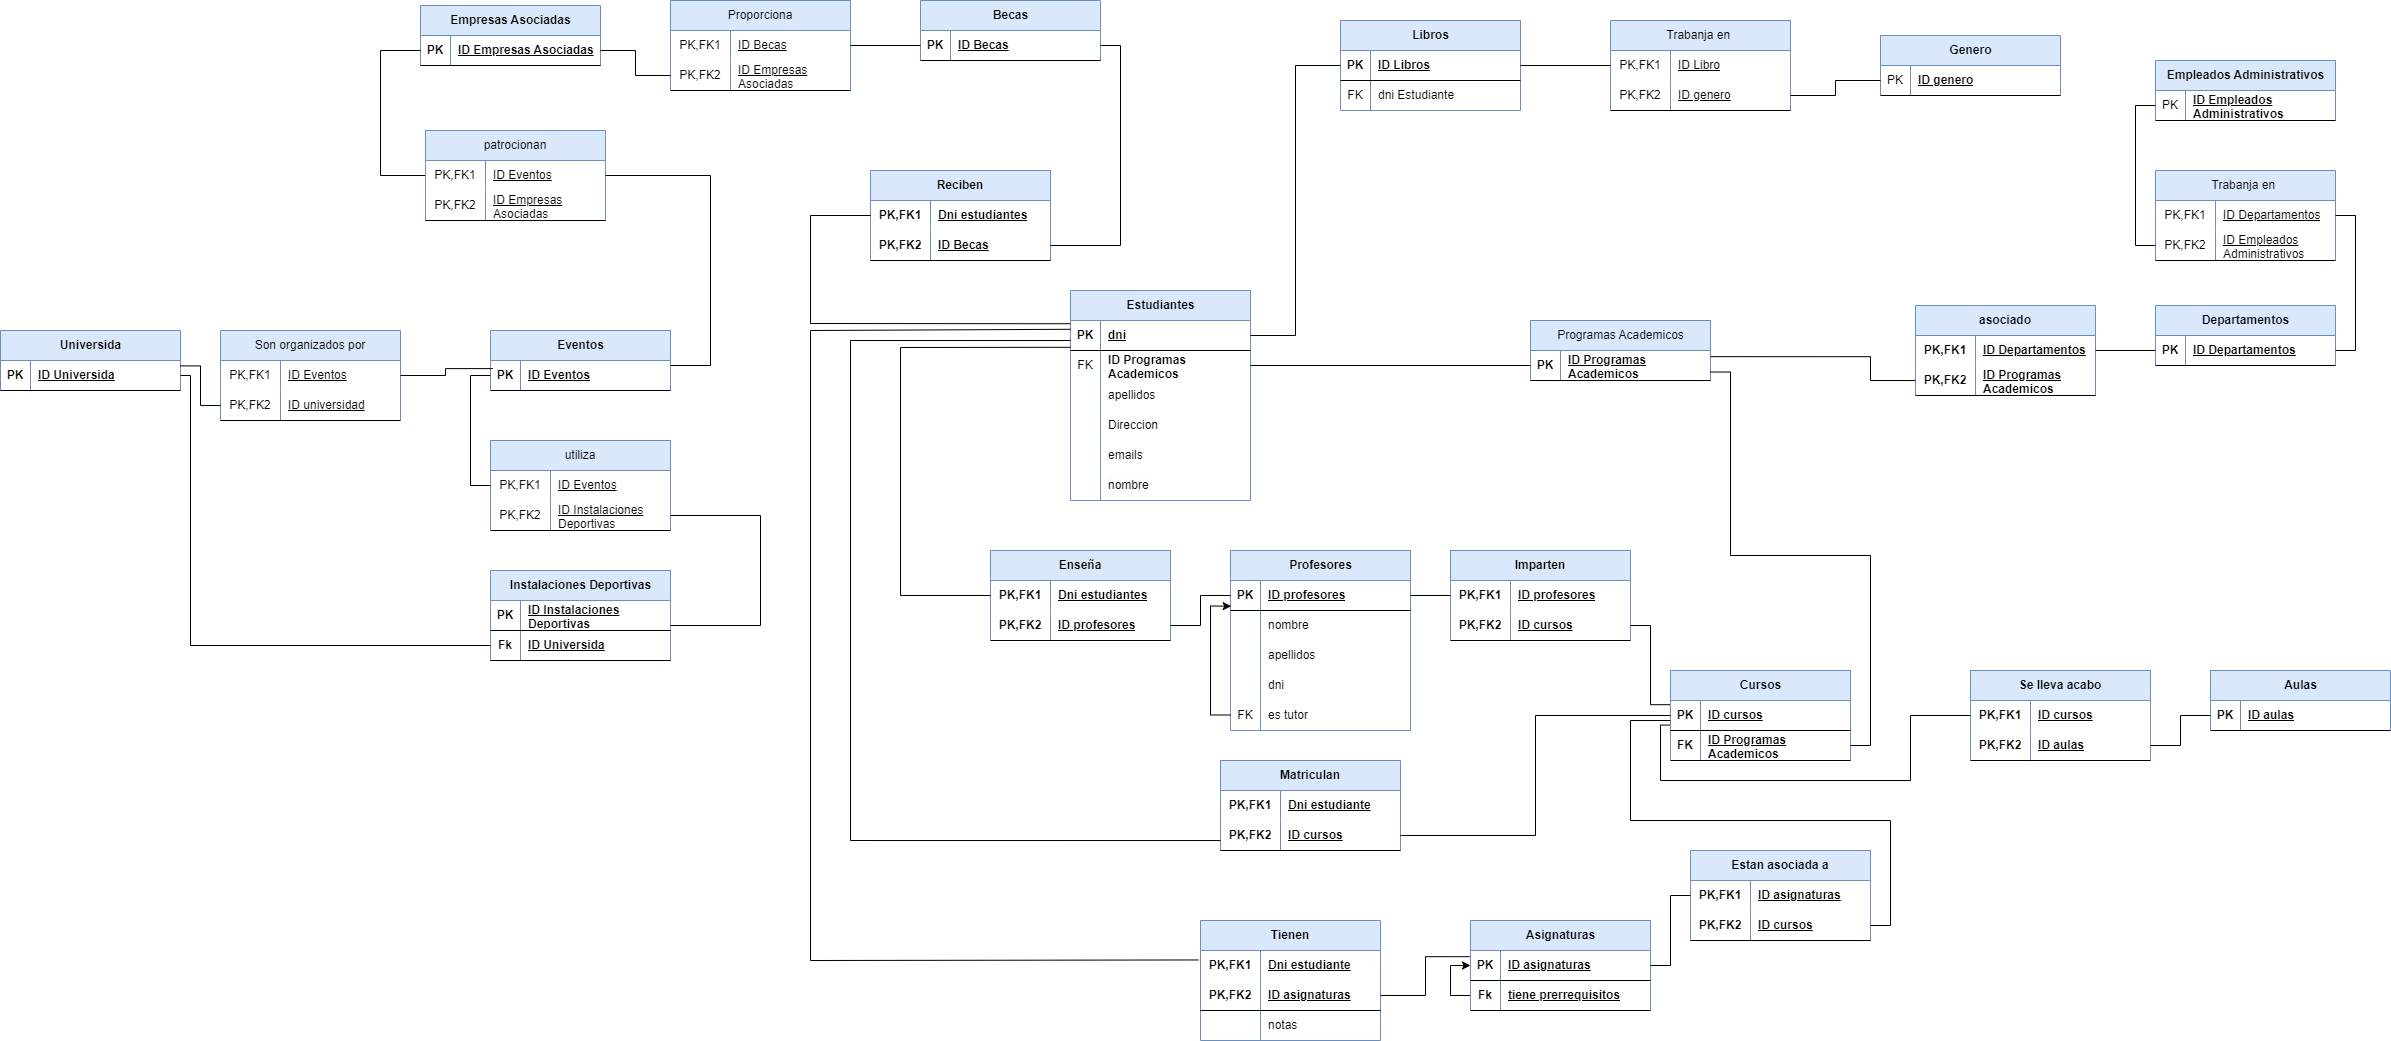 Empresas Asociadas
PK ID Empresas Asociadas
Proporciona
PK,FK1 ID Becas
PK,FK2 ID Empresas
Asociadas
Becas
PK ID Becas
Libros
PK ID Libros
FK dni Estudiante
Trabanja en
PK,FK1 ID Libro
PK,FK2 ID genero
Genero
PK ID genero
Empleados Administrativos
PK ID Empleados
Administrativos
patrocionan
PK,FK1 ID Eventos
PK,FK2 ID Empresas
Asociadas
Reciben
PK,FK1 Dni estudiantes
PK,FK2 ID Becas
Trabanja en
PK,FK1 ID Departamentos
PK,FK2 ID Empleados
Administrativos
Estudiantes
PK dni
FK ID Programas
Academicos
apellidos
Direccion
emails
nombre
Programas Academicos
PK ID Programas
Academicos
asociado
PK,FK1 ID Departamentos
PK,FK2 ID Programas
Academicos
Departamentos
PK ID Departamentos
Universida
PK ID Universida
Son organizados por
PK,FK1 ID Eventos
PK,FK2 ID universidad
Eventos
PK ID Eventos
utiliza
PK,FK1 ID Eventos
PK,FK2 ID Instalaciones
Deportivas
Instalaciones Deportivas
PK ID Instalaciones
Deportivas
Fk ID Universida
Enseña
PK,FK1 Dni estudiantes
PK,FK2 ID profesores
Profesores
PK ID profesores
nombre
apellidos
dni
FK es tutor
Imparten
PK,FK1 ID profesores
PK,FK2 ID cursos
Cursos
PK ID cursos
FK ID Programas
Academicos
Se lleva acabo
PK,FK1 ID cursos
PK,FK2 ID aulas
Aulas
PK ID aulas
Matriculan
PK,FK1 Dni estudiante
PK,FK2 ID cursos
Estan asociada a
PK,FK1 ID asignaturas
PK,FK2 ID cursos
Tienen
PK,FK1 Dni estudiante
PK,FK2 ID asignaturas
notas
Asignaturas
PK ID asignaturas
Fk tiene prerrequisitos